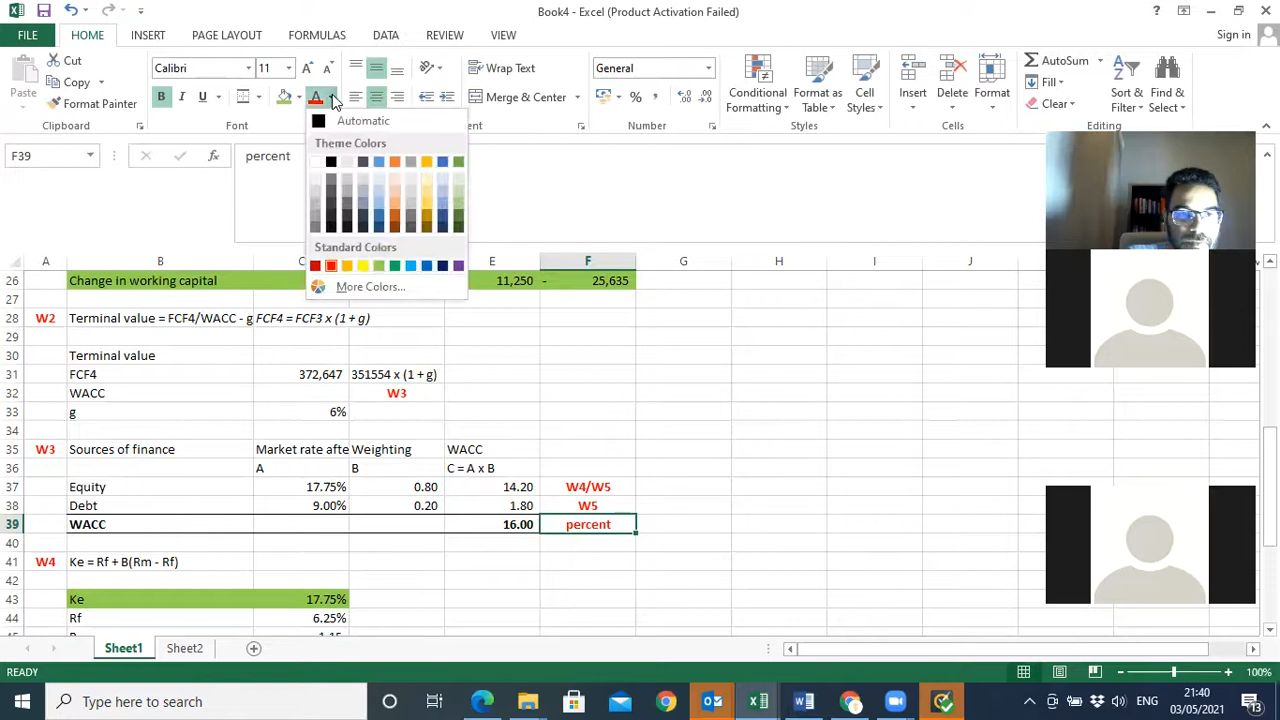 Book4 - Excel (Product Activation Failed)
FILE HOME INSERT PAGE LAYOUT FORMULAS DATA REVIEW VIEW Sign in
Paste Cut Copy Format Painter
Calibri 11
Wrap Text
Merge & Center
General
Conditional Formatting Format as Table Cell Styles
Insert Delete Format
AutoSum Fill Clear
Sort & Filter Find & Select
Clipboard Font Number Styles Cells Editing
Automatic
Theme Colors
Standard Colors
More Colors...
F39 percent
A B E F G H I J K
26 Change in working capital 11,250 - 25,635
27
28 W2 Terminal value = FCF4/WACC - g FCF4 = FCF3 x (1 + g)
29
30 Terminal value
31 FCF4 372,647 351554 x (1 + g)
32 WACC W3
33 g 6%
34
35 W3 Sources of finance Market rate afte Weighting WACC
36 A B C = A x B
37 Equity 17.75% 0.80 14.20 W4/W5
38 Debt 9.00% 0.20 1.80 W5
39 WACC 16.00 percent
40
41 W4 Ke = Rf + B(Rm - Rf)
42
43 Ke 17.75%
44 Rf 6.25%
Sheet1 Sheet2
READY 100%
Type here to search
ENG
21:40
03/05/2021
13